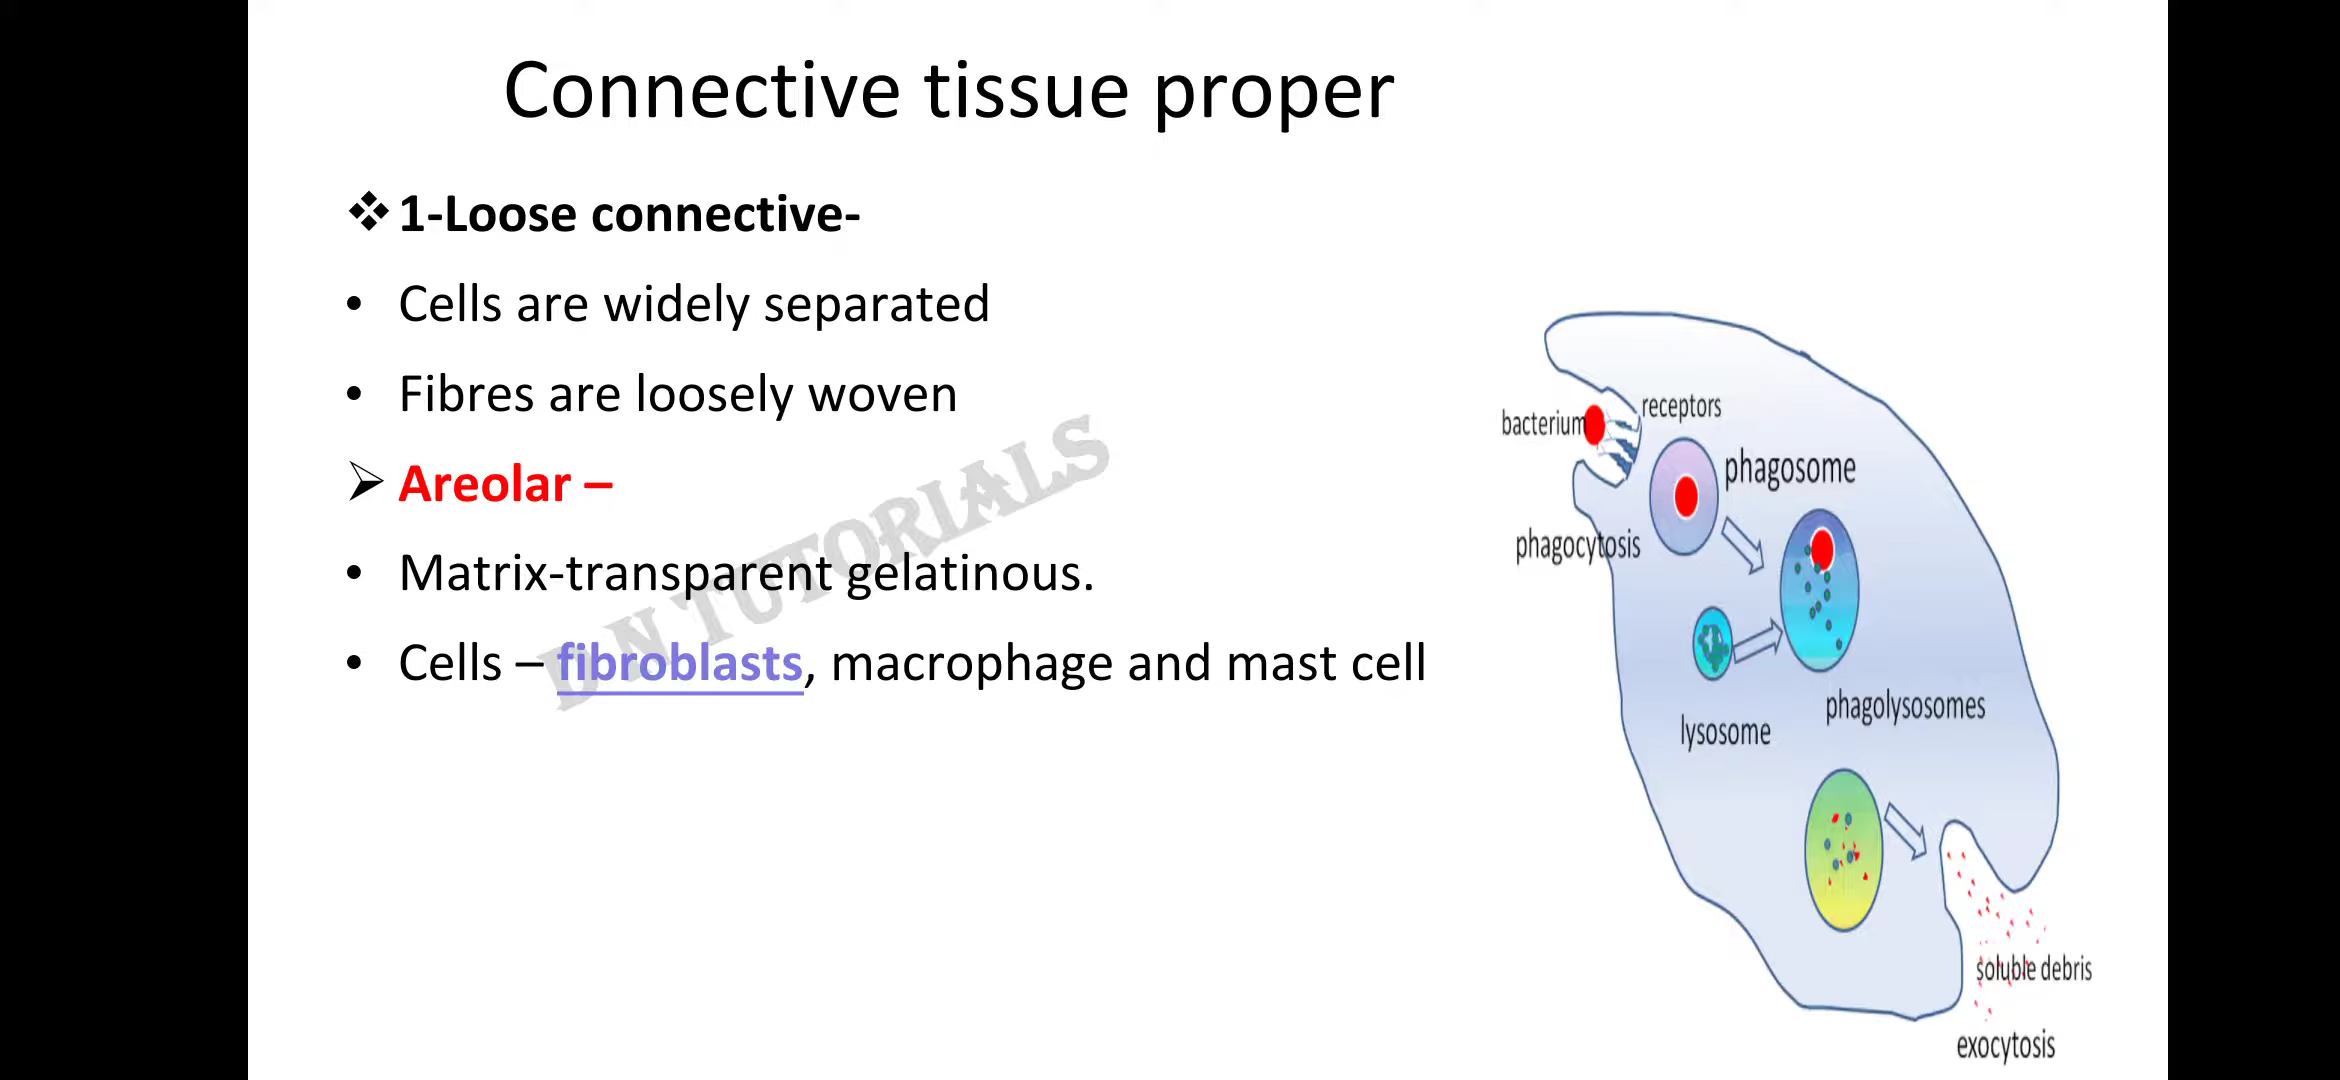 Connective tissue proper
❖ 1-Loose connective-
• Cells are widely separated
• Fibres are loosely woven
➢ Areolar –
• Matrix-transparent gelatinous.
• Cells – fibroblasts, macrophage and mast cell
DN TUTORIALS
bacterium
receptors
phagosome
phagocytosis
phagolysosomes
lysosome
soluble debris
exocytosis